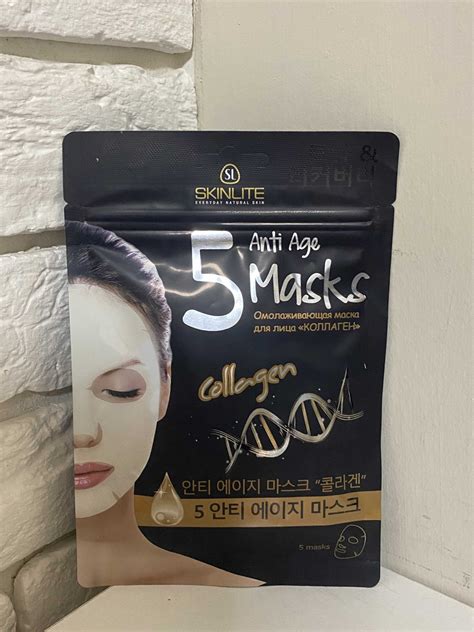 &
SL
SKINLITE
EVERYDAY NATURAL SKIN
5 Anti Age
Masks
Омолаживающая маска
для лица «КОЛЛАГЕН»
Collagen
안티 에이지 마스크 "콜라겐"
5 안티 에이지 마스크
5 masks